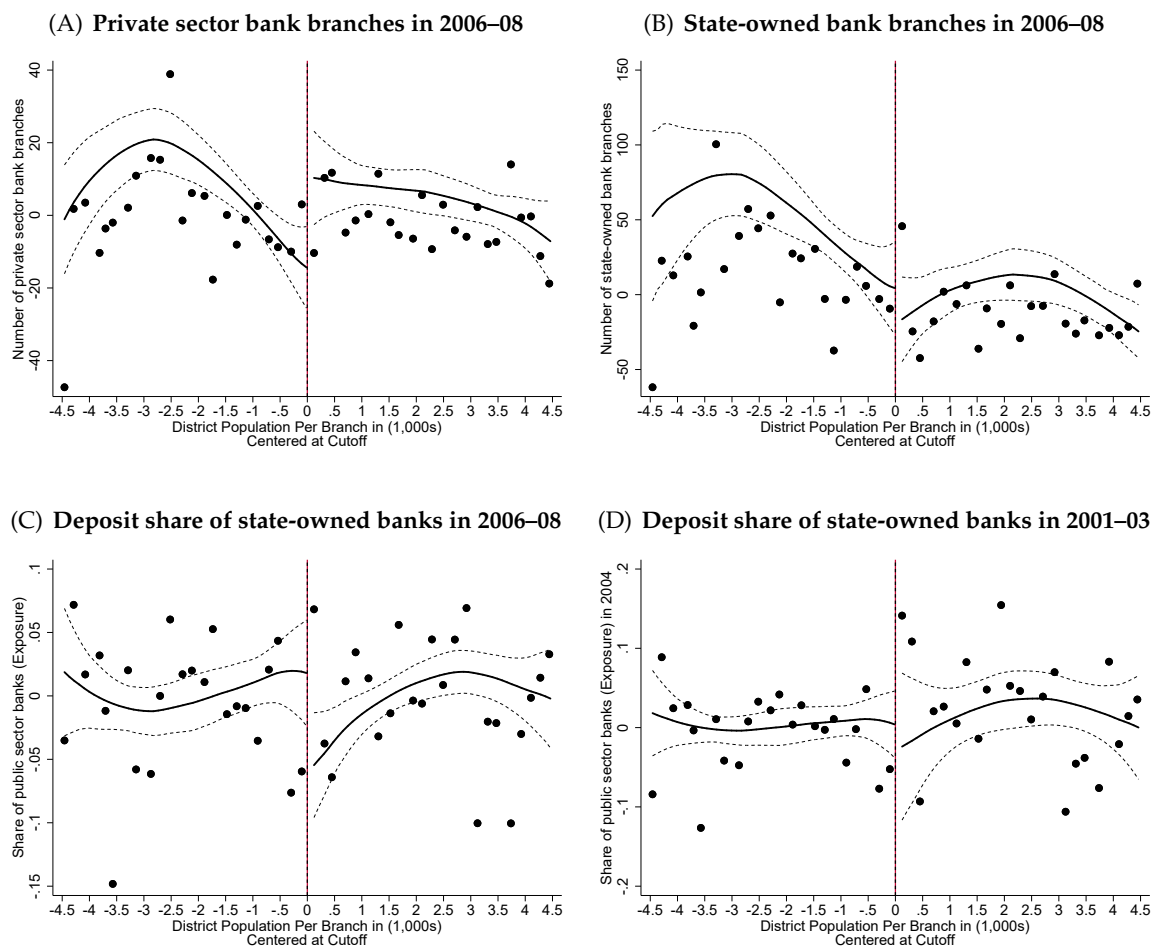 (A) Private sector bank branches in 2006–08
Number of private sector bank branches
40
20
0
-20
-40
-4.5 -4 -3.5 -3 -2.5 -2 -1.5 -1 -.5 0 .5 1 1.5 2 2.5 3 3.5 4 4.5
District Population Per Branch in (1,000s)
Centered at Cutoff
(B) State-owned bank branches in 2006–08
Number of state-owned bank branches
150
100
50
0
-50
-4.5 -4 -3.5 -3 -2.5 -2 -1.5 -1 -.5 0 .5 1 1.5 2 2.5 3 3.5 4 4.5
District Population Per Branch in (1,000s)
Centered at Cutoff
(C) Deposit share of state-owned banks in 2006–08
Share of public sector banks (Exposure)
.1
.05
0
-.05
-.1
-.15
-4.5 -4 -3.5 -3 -2.5 -2 -1.5 -1 -.5 0 .5 1 1.5 2 2.5 3 3.5 4 4.5
District Population Per Branch in (1,000s)
Centered at Cutoff
(D) Deposit share of state-owned banks in 2001–03
Share of public sector banks (Exposure) in 2004
.2
.1
0
-.1
-.2
-4.5 -4 -3.5 -3 -2.5 -2 -1.5 -1 -.5 0 .5 1 1.5 2 2.5 3 3.5 4 4.5
District Population Per Branch in (1,000s)
Centered at Cutoff